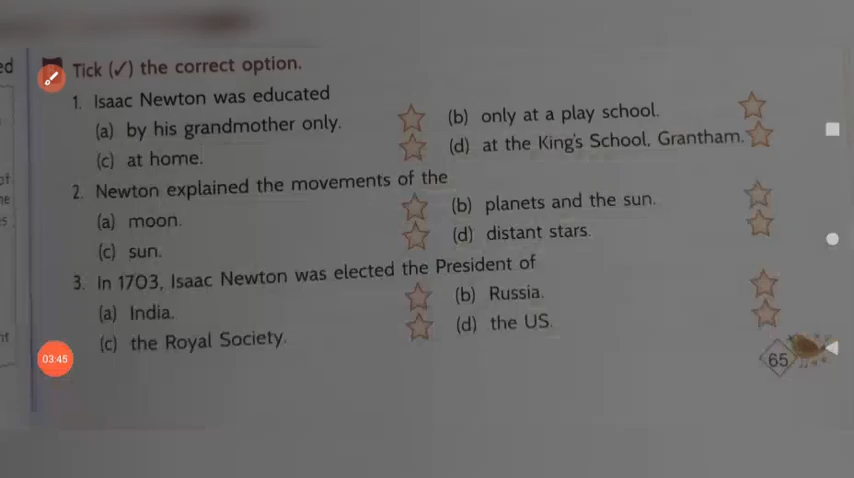 Tick (✓) the correct option.
1. Isaac Newton was educated
(a) by his grandmother only.
(b) only at a play school.
(c) at home.
(d) at the King's School, Grantham.
2. Newton explained the movements of the
(a) moon.
(b) planets and the sun.
(c) sun.
(d) distant stars.
3. In 1703, Isaac Newton was elected the President of
(a) India.
(b) Russia.
(c) the Royal Society.
(d) the US.
65
03:45